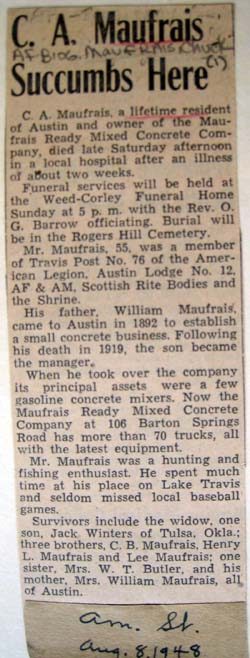 C. A. Maufrais
AF BIOG. MAUFRAIS, CHUCK
(1)
Succumbs Here
C. A. Maufrais, a lifetime resident
of Austin and owner of the Mau-
frais Ready Mixed Concrete Com-
pany, died late Saturday afternoon
in a local hospital after an illness
of about two weeks.
Funeral services will be held at
the Weed-Corley Funeral Home
Sunday at 5 p. m. with the Rev. O.
G. Barrow officiating. Burial will
be in the Rogers Hill Cemetery.
Mr. Maufrais, 55, was a member
of Travis Post No. 76 of the Amer-
ican Legion, Austin Lodge No. 12,
AF & AM, Scottish Rite Bodies and
the Shrine.
His father, William Maufrais,
came to Austin in 1892 to establish
a small concrete business. Following
his death in 1919, the son became
the manager.
When he took over the company
its principal assets were a few
gasoline concrete mixers. Now the
Maufrais Ready Mixed Concrete
Company at 106 Barton Springs
Road has more than 70 trucks, all
with the latest equipment.
Mr. Maufrais was a hunting and
fishing enthusiast. He spent much
time at his place on Lake Travis
and seldom missed local baseball
games.
Survivors include the widow, one
son, Jack Winters of Tulsa, Okla.;
three brothers, C. B. Maufrais, Henry
L. Maufrais and Lee Maufrais; one
sister, Mrs. W. T. Butler, and his
mother, Mrs. William Maufrais, all
of Austin.
Am. St.
Aug. 8, 1948